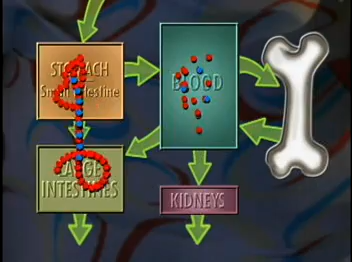 STOMACH
Small Intestine
BLOOD
LARGE
INTESTINES
KIDNEYS